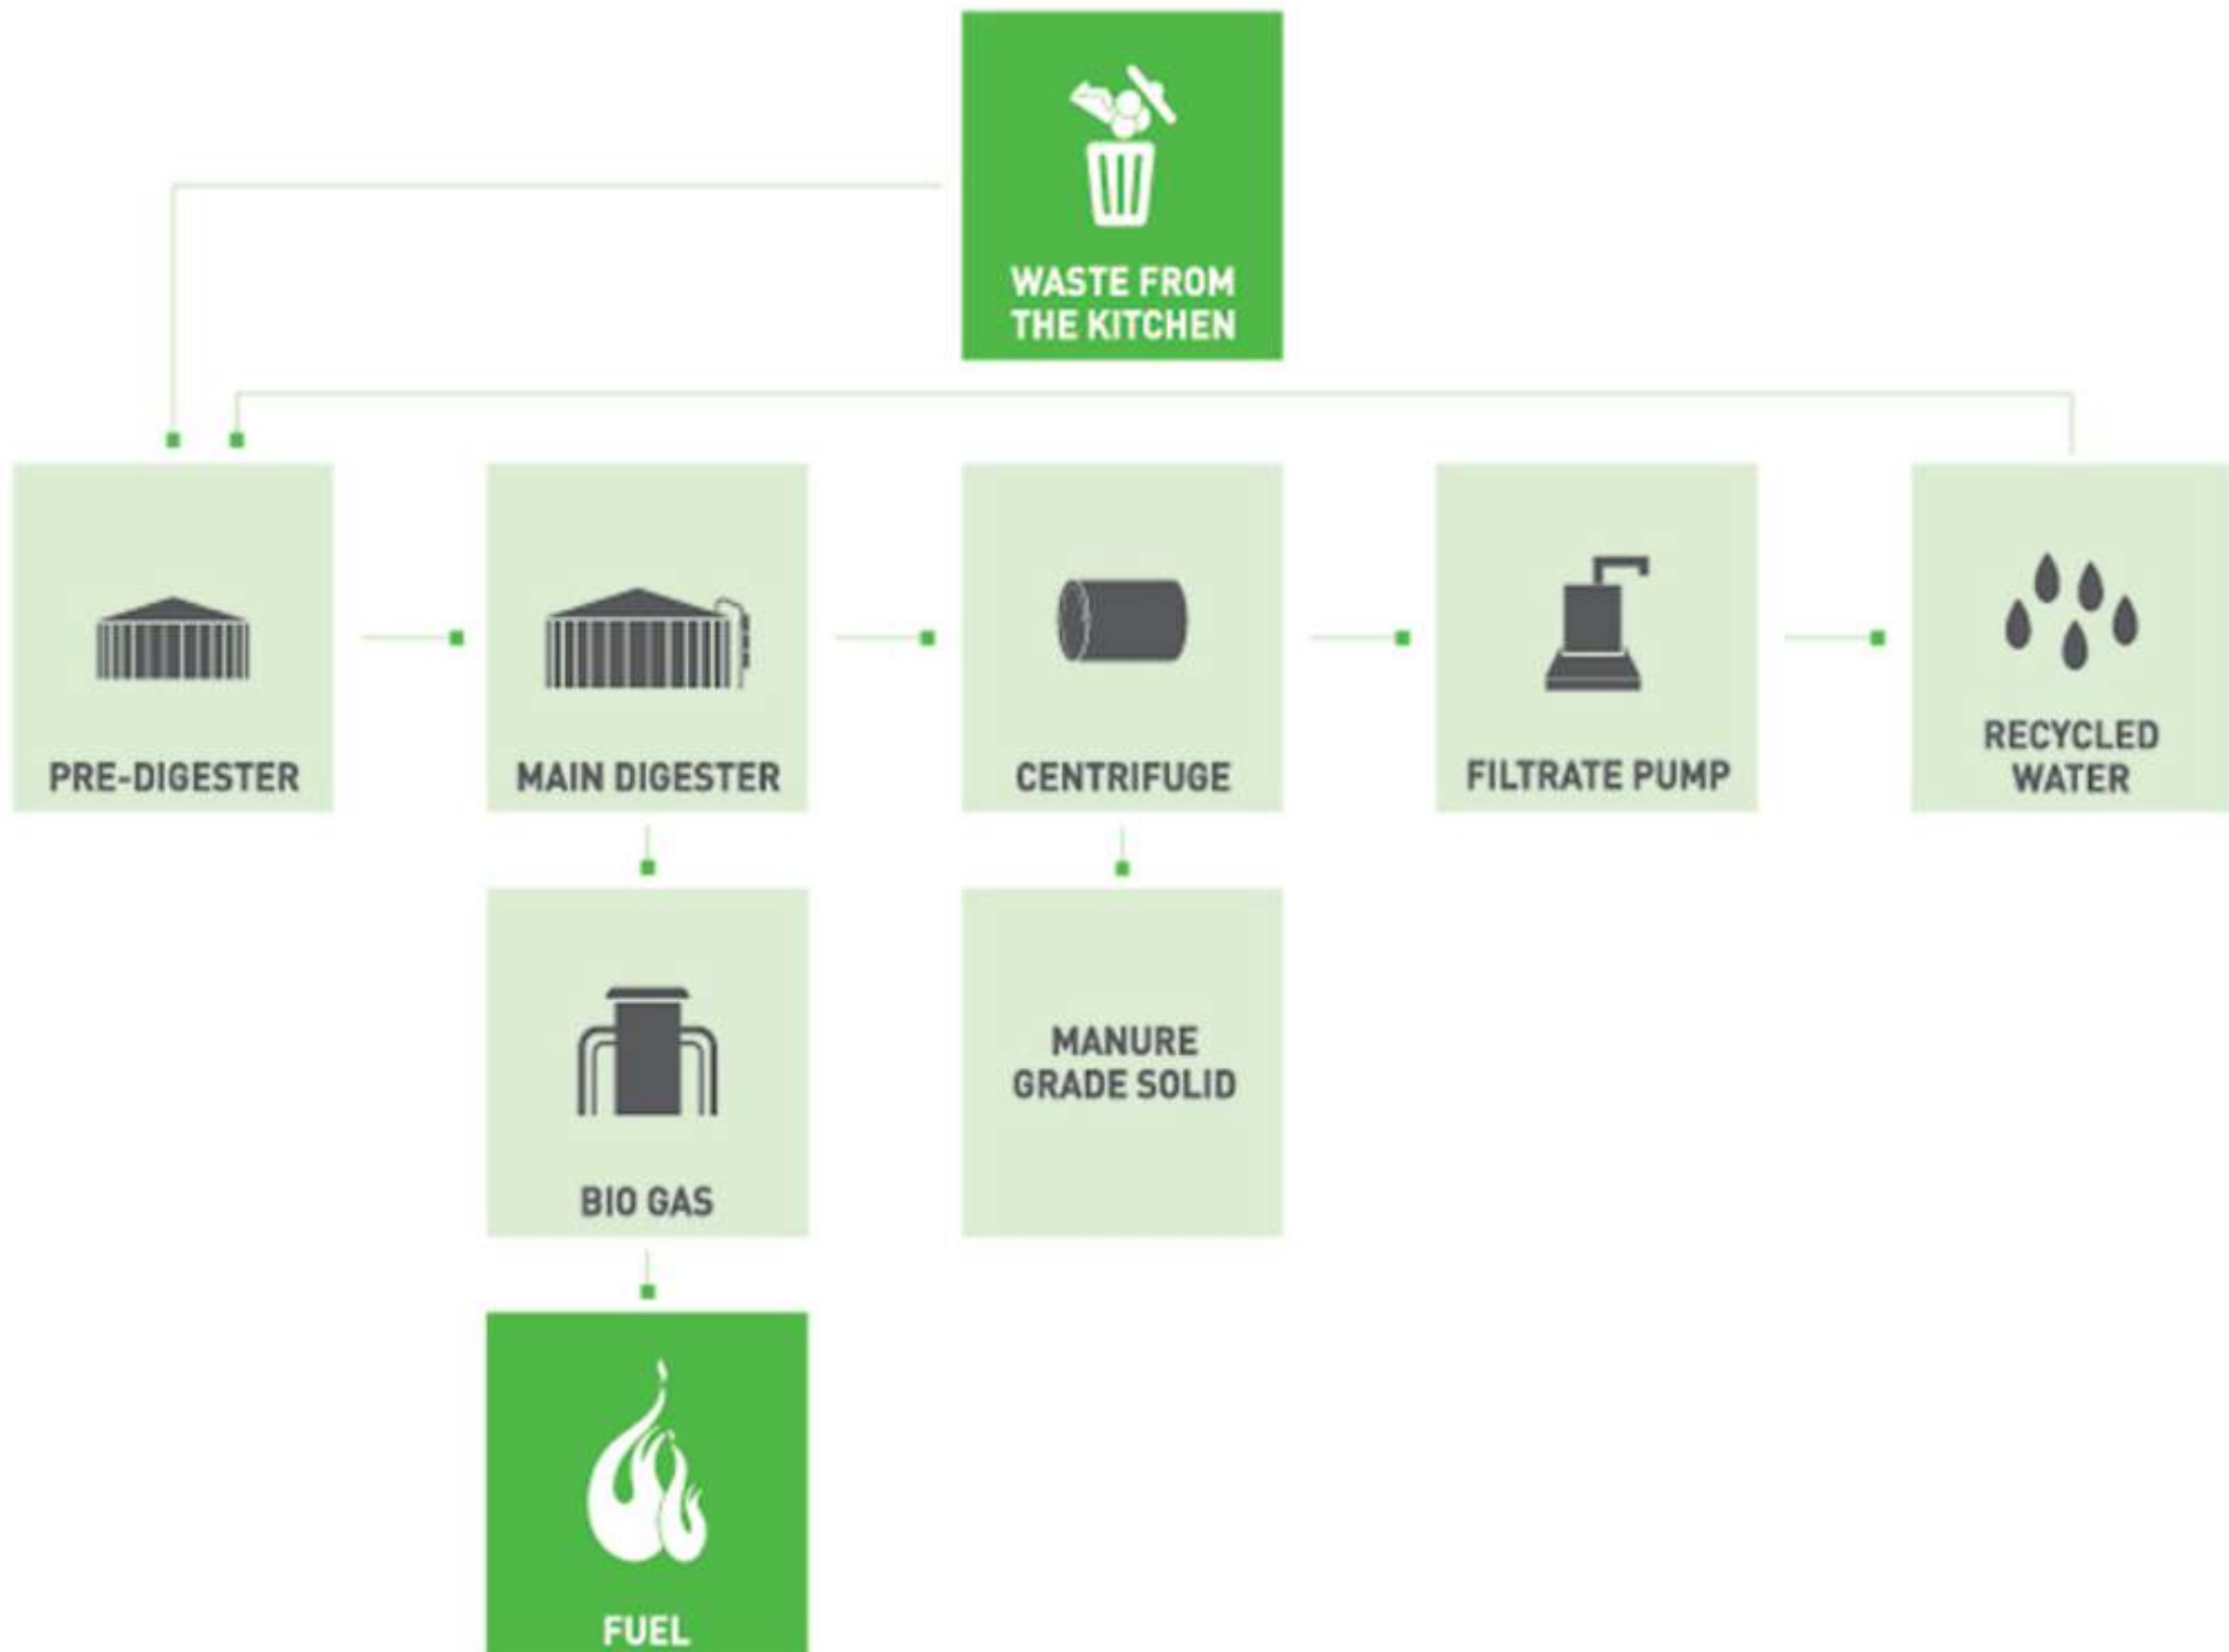 WASTE FROM
THE KITCHEN
PRE-DIGESTER
MAIN DIGESTER
CENTRIFUGE
FILTRATE PUMP
RECYCLED
WATER
BIO GAS
MANURE
GRADE SOLID
FUEL